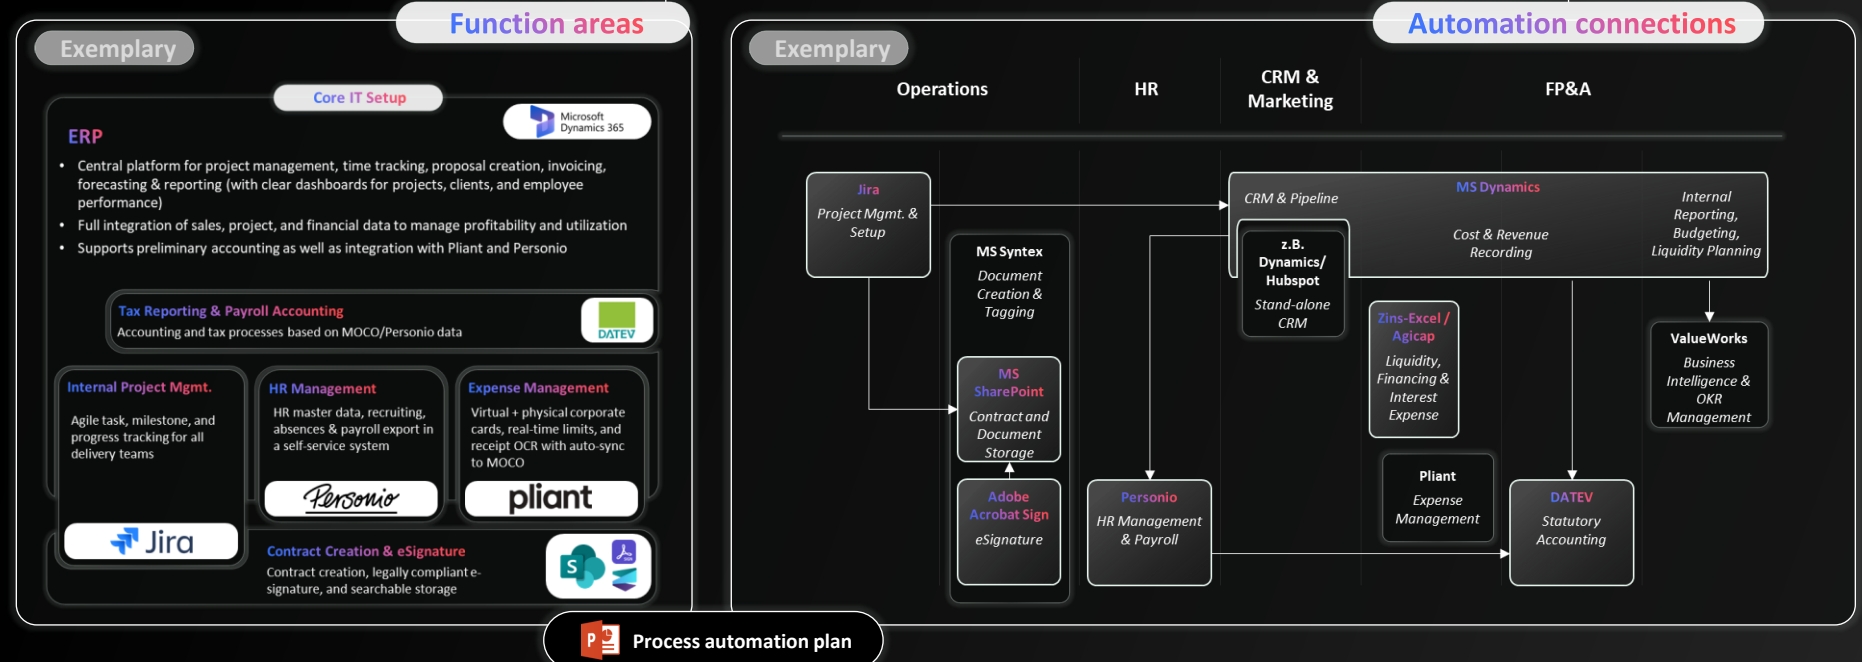 Function areas
Exemplary
Core IT Setup
Microsoft
Dynamics 365
ERP
• Central platform for project management, time tracking, proposal creation, invoicing,
forecasting & reporting (with clear dashboards for projects, clients, and employee
performance)
• Full integration of sales, project, and financial data to manage profitability and utilization
• Supports preliminary accounting as well as integration with Pliant and Personio
Tax Reporting & Payroll Accounting
Accounting and tax processes based on MOCO/Personio data
DATEV
Internal Project Mgmt.
Agile task, milestone, and
progress tracking for all
delivery teams
Jira
HR Management
HR master data, recruiting,
absences & payroll export in
a self-service system
Personio
Expense Management
Virtual + physical corporate
cards, real-time limits, and
receipt OCR with auto-sync
to MOCO
pliant
Contract Creation & eSignature
Contract creation, legally compliant e-
signature, and searchable storage
S
Automation connections
Exemplary
Operations
HR
CRM &
Marketing
FP&A
Jira
Project Mgmt. &
Setup
MS Syntex
Document
Creation &
Tagging
MS
SharePoint
Contract and
Document
Storage
Adobe
Acrobat Sign
eSignature
Personio
HR Management
& Payroll
MS Dynamics
CRM & Pipeline
Cost & Revenue
Recording
Internal
Reporting,
Budgeting,
Liquidity Planning
z.B.
Dynamics/
Hubspot
Stand-alone
CRM
Zins-Excel /
Agicap
Liquidity,
Financing &
Interest
Expense
Pliant
Expense
Management
DATEV
Statutory
Accounting
ValueWorks
Business
Intelligence &
OKR
Management
P
Process automation plan